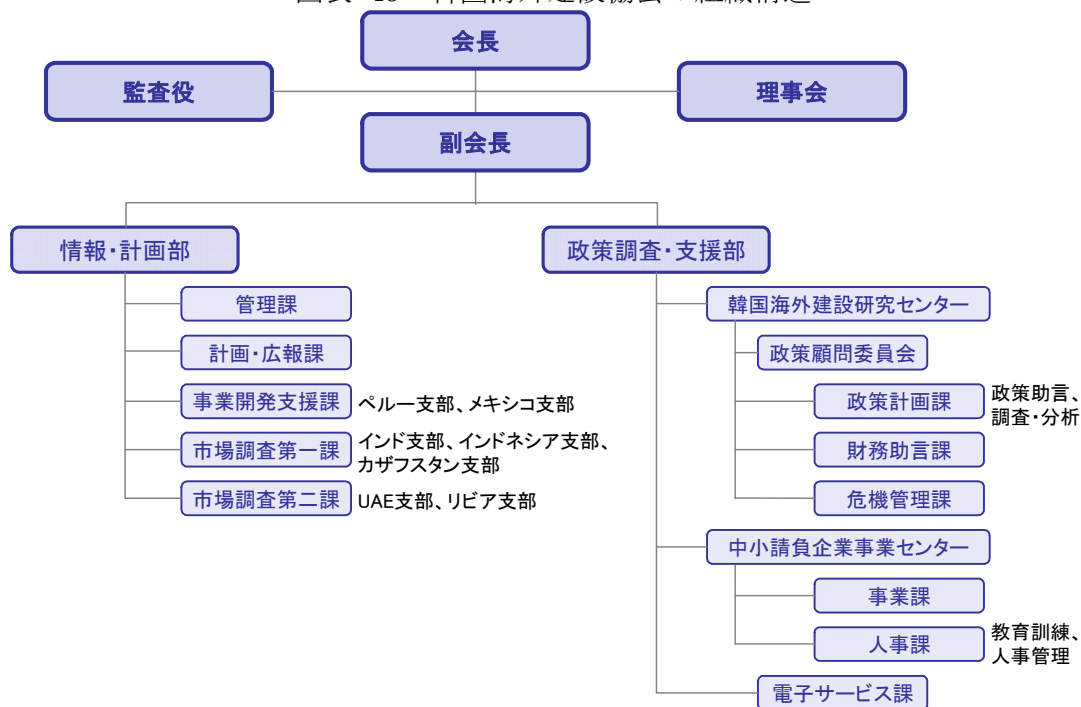 会長
監査役
理事会
副会長
情報・計画部
政策調査・支援部
管理課
計画・広報課
事業開発支援課
ペルー支部、メキシコ支部
市場調査第一課
インド支部、インドネシア支部、
カザフスタン支部
市場調査第二課
UAE支部、リビア支部
韓国海外建設研究センター
政策顧問委員会
政策計画課
政策助言、
調査・分析
財務助言課
危機管理課
中小請負企業事業センター
事業課
人事課
教育訓練、
人事管理
電子サービス課